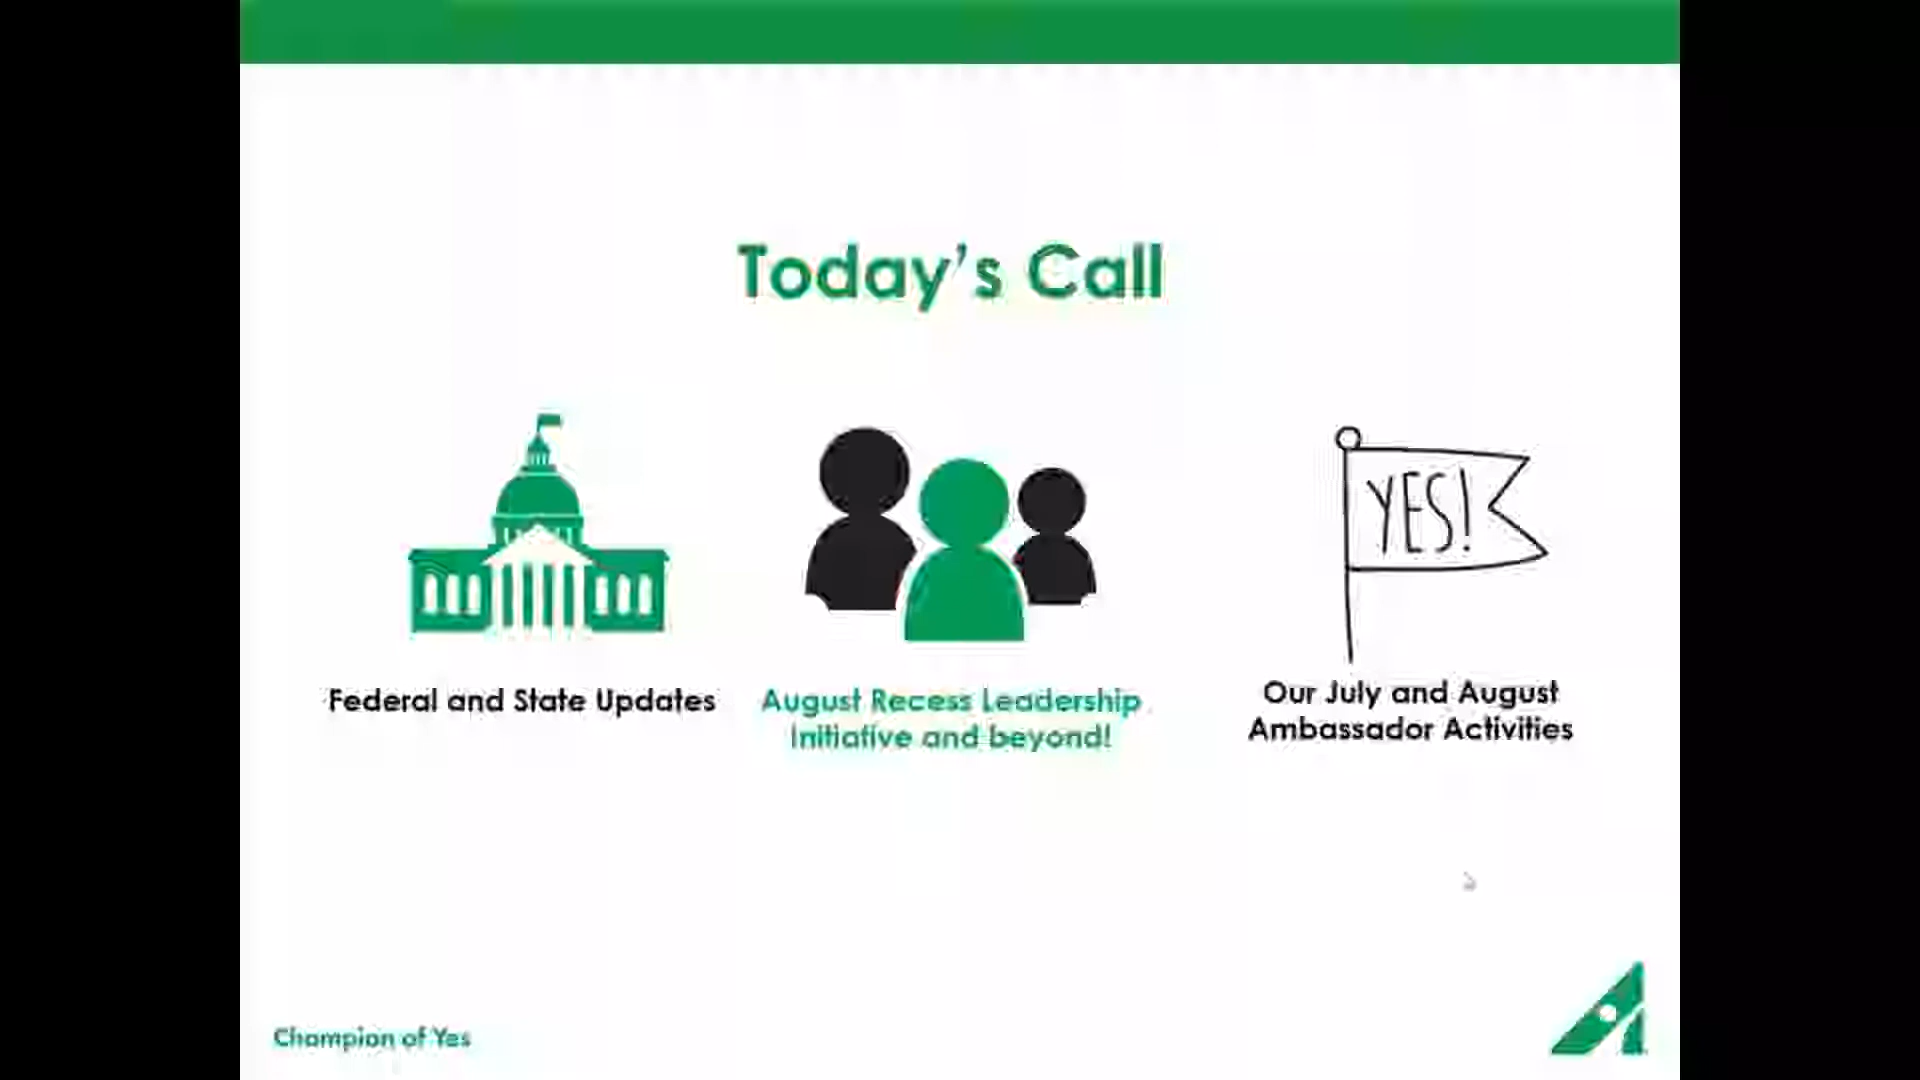 Today's Call
YES!
Federal and State Updates
August Recess Leadership
Initiative and beyond!
Our July and August
Ambassador Activities
Champion of Yes